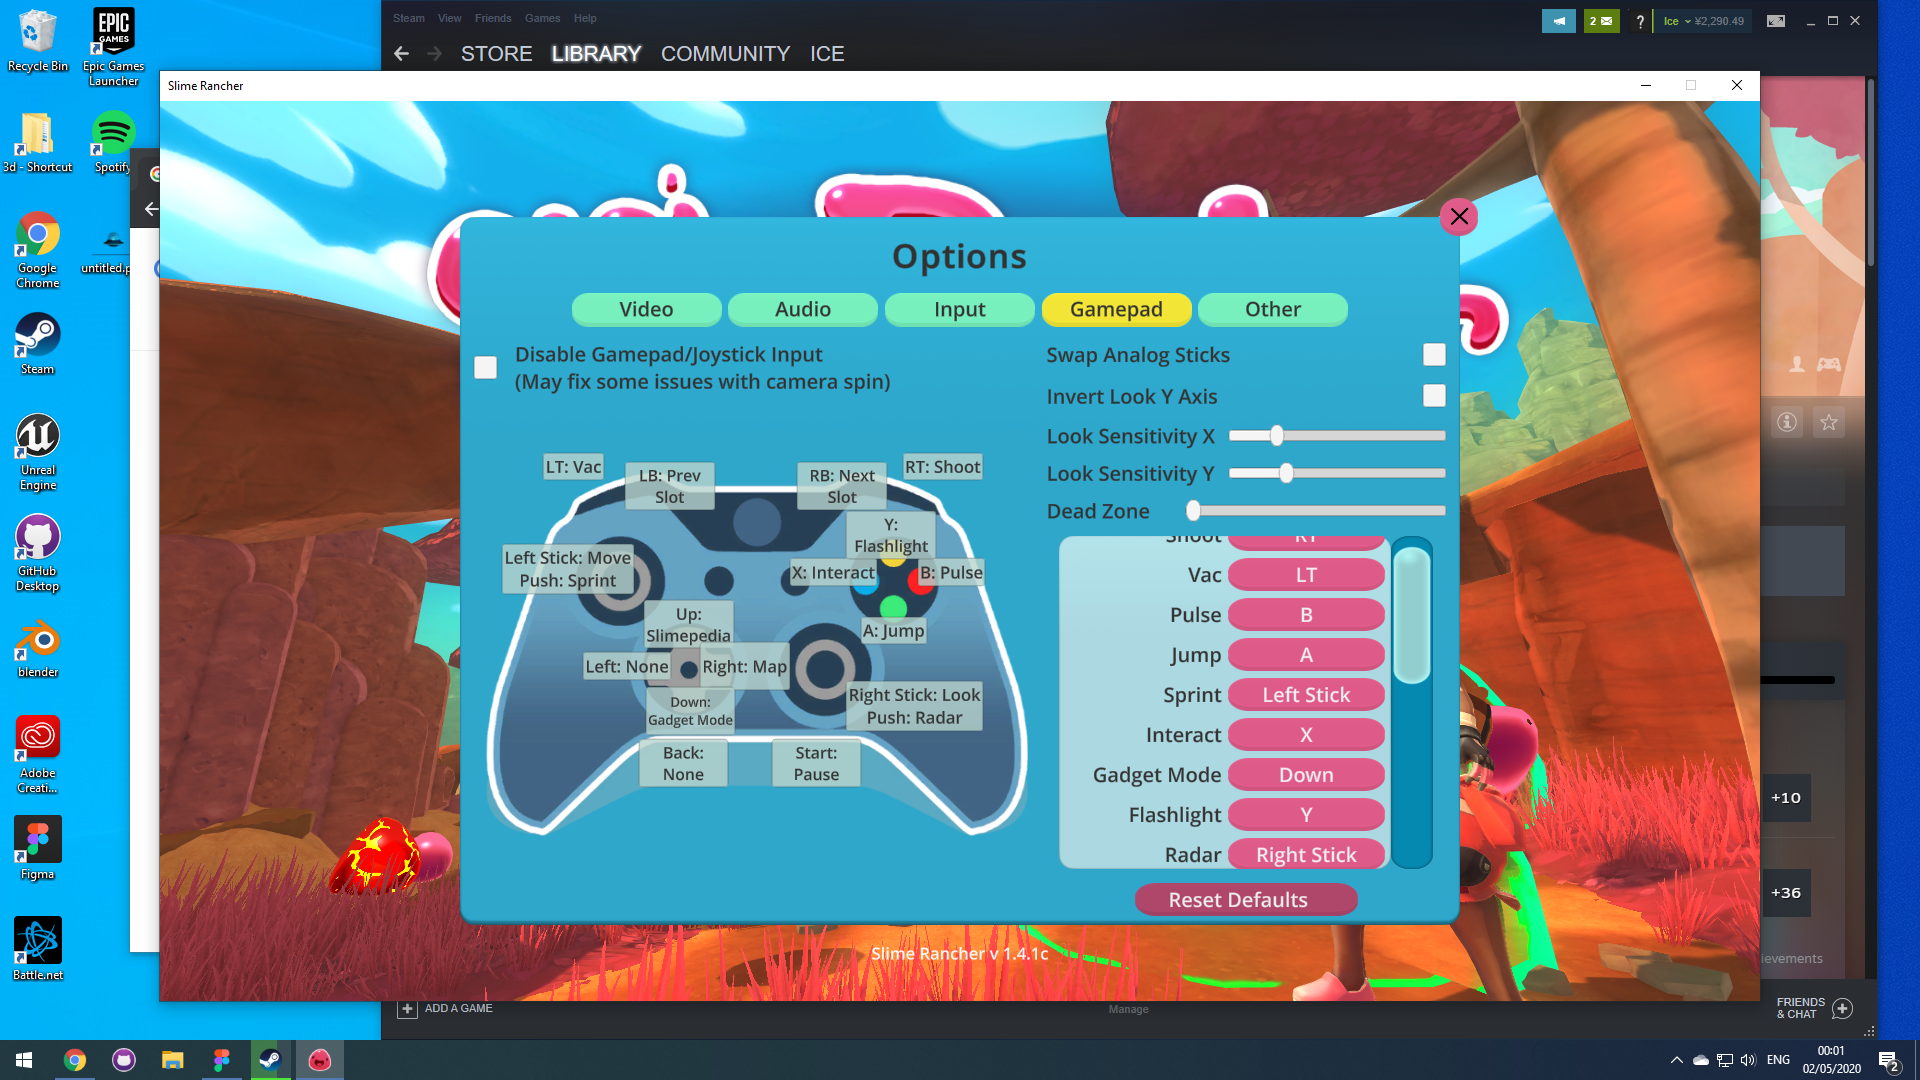 Steam View Friends Games Help
2
?
Ice ¥2,290.49
STORE LIBRARY COMMUNITY ICE
Slime Rancher
Recycle Bin
EPIC GAMES
Epic Games Launcher
3d - Shortcut
Spotify
Google Chrome
untitled.p
Steam
Unreal Engine
GitHub Desktop
blender
Adobe Creati...
Figma
Battle.net
Options
Video
Audio
Input
Gamepad
Other
Disable Gamepad/Joystick Input
(May fix some issues with camera spin)
Swap Analog Sticks
Invert Look Y Axis
Look Sensitivity X
Look Sensitivity Y
Dead Zone
LT: Vac
LB: Prev
Slot
RB: Next
Slot
RT: Shoot
Y:
Flashlight
Left Stick: Move
Push: Sprint
X: Interact
B: Pulse
Up:
Slimepedia
A: Jump
Left: None
Right: Map
Down:
Gadget Mode
Right Stick: Look
Push: Radar
Back:
None
Start:
Pause
Shoot RT
Vac LT
Pulse B
Jump A
Sprint Left Stick
Interact X
Gadget Mode Down
Flashlight Y
Radar Right Stick
Reset Defaults
Slime Rancher v 1.4.1c
+10
+36
ievements
ADD A GAME
Manage
FRIENDS
& CHAT
ENG
00:01
02/05/2020
2